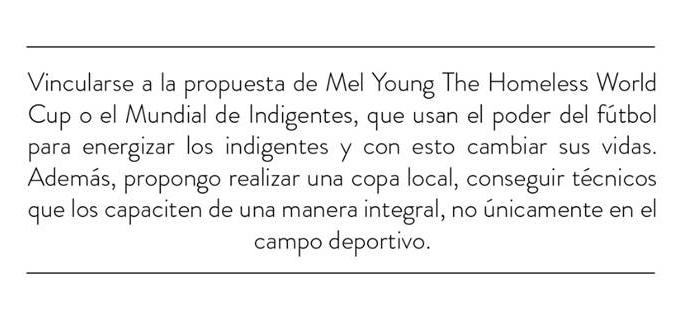 Vincularse a la propuesta de Mel Young The Homeless World
Cup o el Mundial de Indigentes, que usan el poder del fútbol
para energizar los indigentes y con esto cambiar sus vidas.
Además, propongo realizar una copa local, conseguir técnicos
que los capaciten de una manera integral, no únicamente en el
campo deportivo.